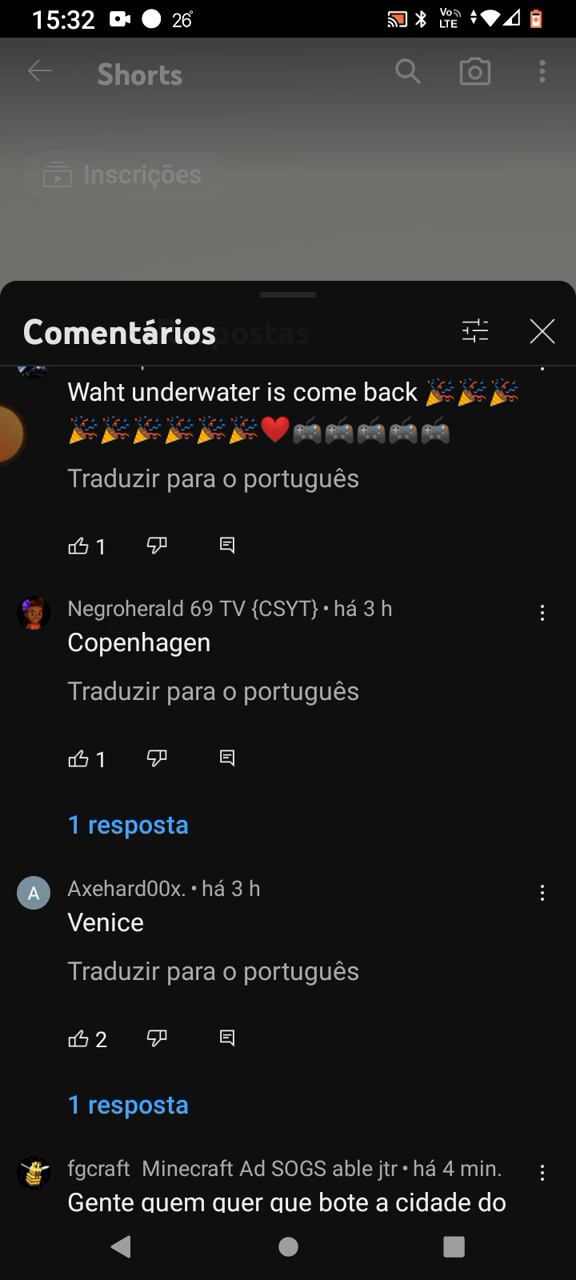 15:32 26° Vo LTE
Shorts
Inscrições
Comentários
Waht underwater is come back 🎉🎉🎉
🎉🎉🎉🎉🎉🎉❤️🎮🎮🎮🎮🎮
Traduzir para o português
1
Negroherald 69 TV {CSYT} • há 3 h
Copenhagen
Traduzir para o português
1
1 resposta
A Axehard00x. • há 3 h
Venice
Traduzir para o português
2
1 resposta
fgcraft Minecraft Ad SOGS able jtr • há 4 min.
Gente quem quer que bote a cidade do